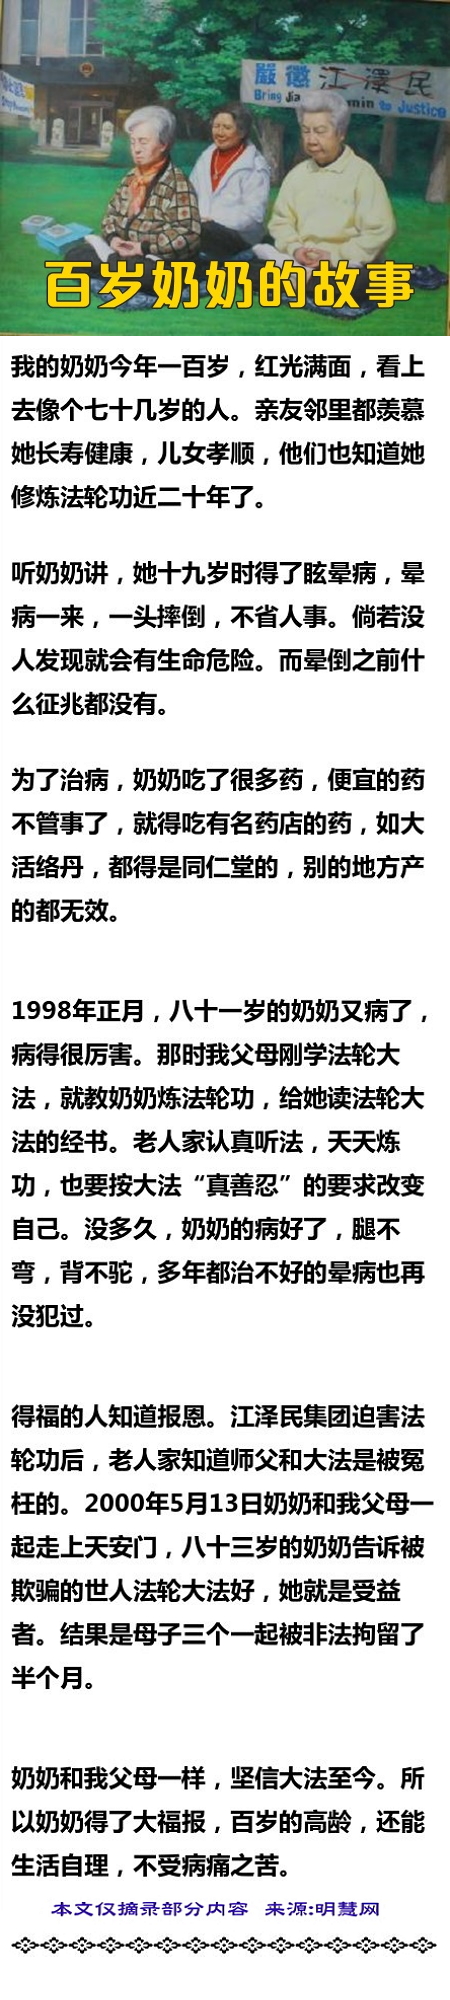 嚴懲江澤民
Bring Jia    min to Justice
百岁奶奶的故事
我的奶奶今年一百岁，红光满面，看上
去像个七十几岁的人。亲友邻里都羡慕
她长寿健康，儿女孝顺，他们也知道她
修炼法轮功近二十年了。
听奶奶讲，她十九岁时得了眩晕病，晕
病一来，一头摔倒，不省人事。倘若没
人发现就会有生命危险。而晕倒之前什
么征兆都没有。
为了治病，奶奶吃了很多药，便宜的药
不管事了，就得吃有名药店的药，如大
活络丹，都得是同仁堂的，别的地方产
的都无效。
1998年正月，八十一岁的奶奶又病了，
病得很厉害。那时我父母刚学法轮大
法，就教奶奶炼法轮功，给她读法轮大
法的经书。老人家认真听法，天天炼
功，也要按大法“真善忍”的要求改变
自己。没多久，奶奶的病好了，腿不
弯，背不驼，多年都治不好的晕病也再
没犯过。
得福的人知道报恩。江泽民集团迫害法
轮功后，老人家知道师父和大法是被冤
枉的。2000年5月13日奶奶和我父母一
起走上天安门，八十三岁的奶奶告诉被
欺骗的世人法轮大法好，她就是受益
者。结果是母子三个一起被非法拘留了
半个月。
奶奶和我父母一样，坚信大法至今。所
以奶奶得了大福报，百岁的高龄，还能
生活自理，不受病痛之苦。
本文仅摘录部分内容 来源:明慧网